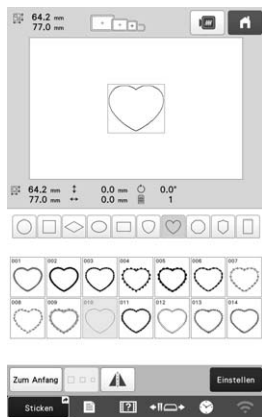 64.2 mm
77.0 mm
64.2 mm 0.0 mm 0.0°
77.0 mm 0.0 mm 1
001 002 003 004 005 006 007
008 009 010 011 012 013 014
Zum Anfang Einstellen
Sticken